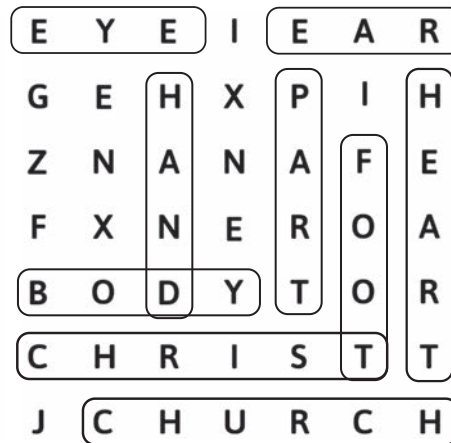 E Y E I E A R
G E H X P I H
Z N A N A F E
F X N E R O A
B O D Y T O R
C H R I S T T
J C H U R C H